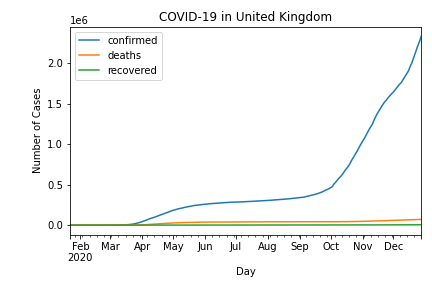 COVID-19 in United Kingdom
1e6
confirmed
deaths
recovered
Number of Cases
2.0
1.5
1.0
0.5
0.0
Feb Mar Apr May Jun Jul Aug Sep Oct Nov Dec
2020
Day